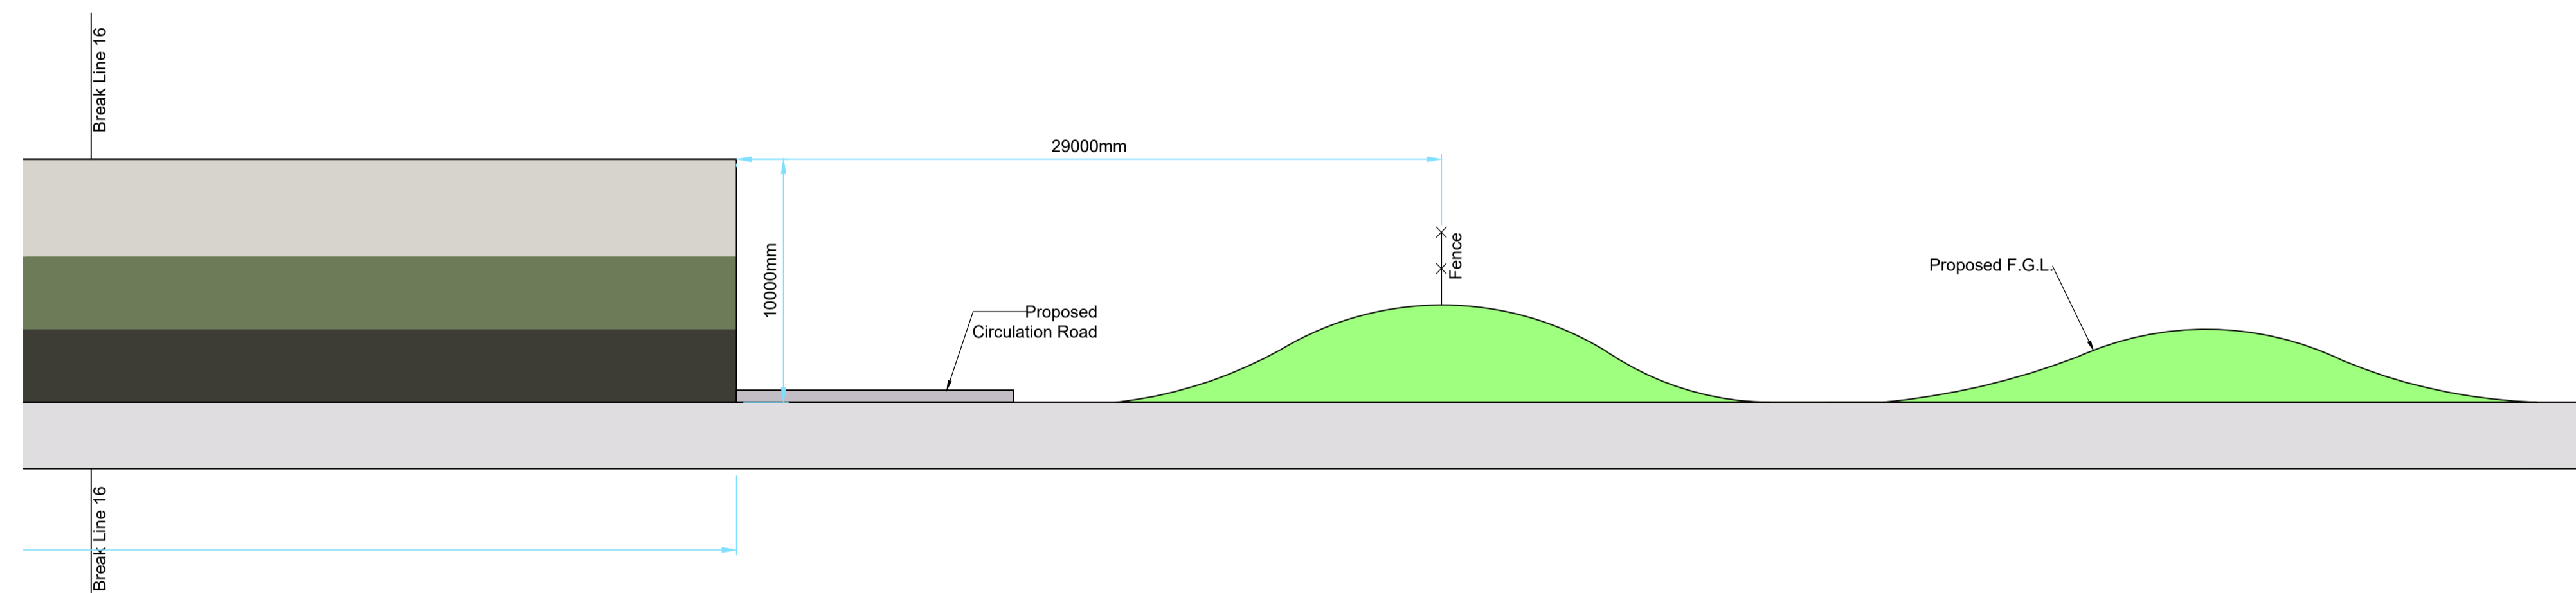 Break Line 16
29000mm
10000mm
Fence
Proposed F.G.L.
Proposed
Circulation Road
Break Line 16